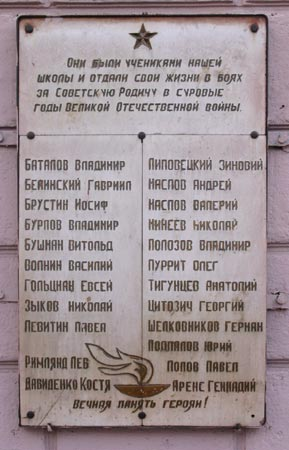 Они были учениками нашей
школы и отдали свои жизни в боях
за Советскую Родину в суровые
годы Великой Отечественной войны.
Баталов Владимир
Белинский Гавриил
Брустин Иосиф
Бурлов Владимир
Бушман Витольд
Волнин Василий
Гольцман Евсей
Зыков Николай
Левитин Павел
Римлянд Лев
Давиденко Костя
Липовецкий Зиновий
Маслов Андрей
Маслов Валерий
Минеев Николай
Полозов Владимир
Пуррит Олег
Тигунцев Анатолий
Цитозич Георгий
Шелковников Герман
Подпалов Юрий
Попов Павел
Аренс Геннадий
Вечная память героям!